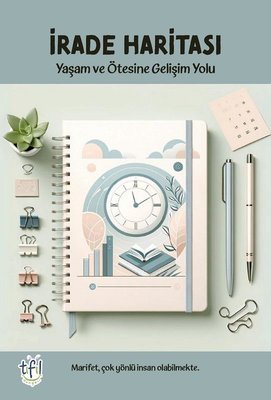 İRADE HARİTASI
Yaşam ve Ötesine Gelişim Yolu
Marifet, çok yönlü insan olabilmekte.
tfl